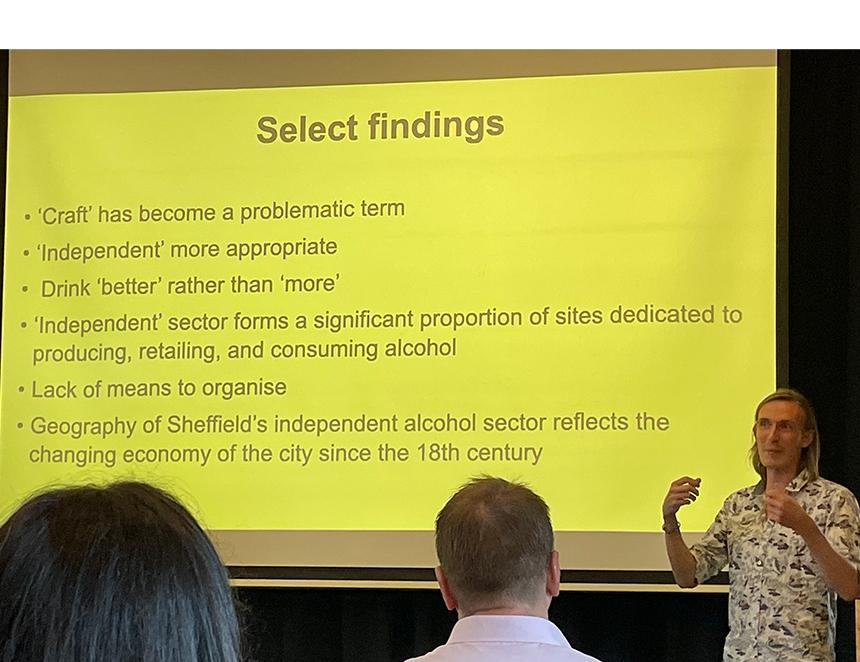 Select findings
• ‘Craft’ has become a problematic term
• ‘Independent’ more appropriate
• Drink ‘better’ rather than ‘more’
• ‘Independent’ sector forms a significant proportion of sites dedicated to
producing, retailing, and consuming alcohol
• Lack of means to organise
• Geography of Sheffield’s independent alcohol sector reflects the
changing economy of the city since the 18th century